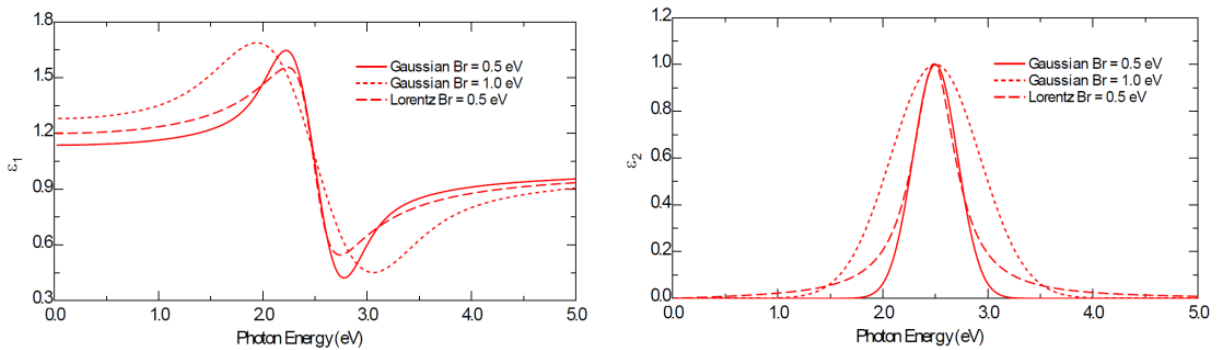 1.8
1.5
1.2
0.9
0.6
0.3
ε1
Gaussian Br = 0.5 eV
Gaussian Br = 1.0 eV
Lorentz Br = 0.5 eV
0.0 1.0 2.0 3.0 4.0 5.0
Photon Energy (eV)
1.2
1.0
0.8
0.6
0.4
0.2
0.0
ε2
Gaussian Br = 0.5 eV
Gaussian Br = 1.0 eV
Lorentz Br = 0.5 eV
0.0 1.0 2.0 3.0 4.0 5.0
Photon Energy (eV)